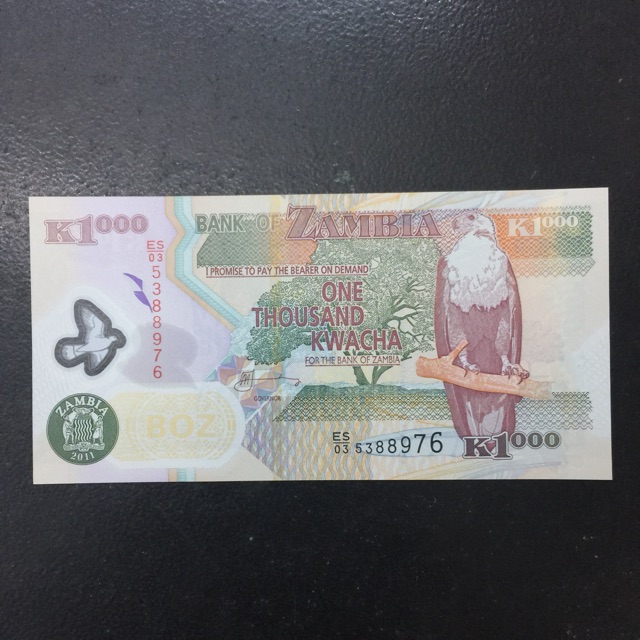 K1000
BANK OF ZAMBIA
K1000
ES
03 5388976
I PROMISE TO PAY THE BEARER ON DEMAND
ONE
THOUSAND
KWACHA
FOR THE BANK OF ZAMBIA
GOVERNOR
ZAMBIA
2011
BOZ
ES
03 5388976
K1000